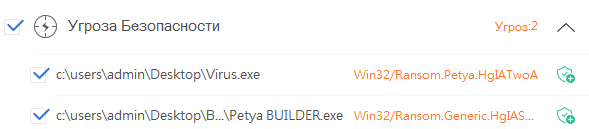 Угроза Безопасности Угроз:2
c:\users\admin\Desktop\Virus.exe Win32/Ransom.Petya.HgIATwoA
c:\users\admin\Desktop\B...\Petya BUILDER.exe Win32/Ransom.Generic.HgIAS...